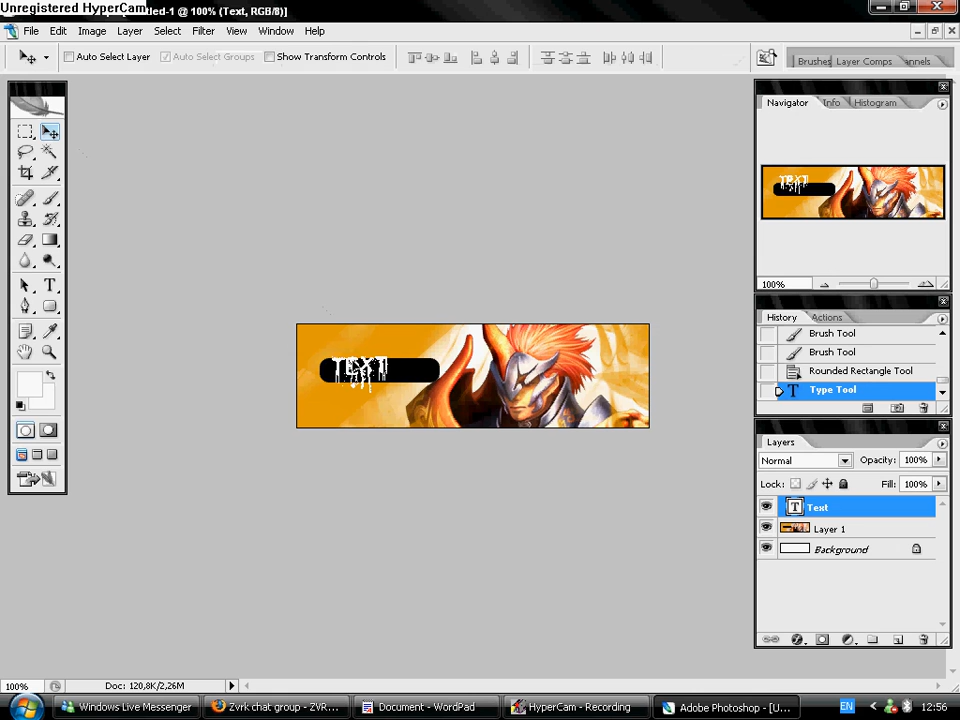 Unregistered HyperCam
tled-1 @ 100% (Text, RGB/8)]
File Edit Image Layer Select Filter View Window Help
Auto Select Layer Auto Select Groups Show Transform Controls
Brushes Layer Comps annels
Navigator Info Histogram
TEXT
100%
History Actions
Brush Tool
Brush Tool
Rounded Rectangle Tool
Type Tool
TEXT
Layers
Normal Opacity: 100%
Lock: Fill: 100%
T Text
Layer 1
Background
100% Doc: 120,8K/2,26M
Windows Live Messenger Zvrk chat group - ZVR... Document - WordPad HyperCam - Recording Adobe Photoshop - [U... EN 12:56